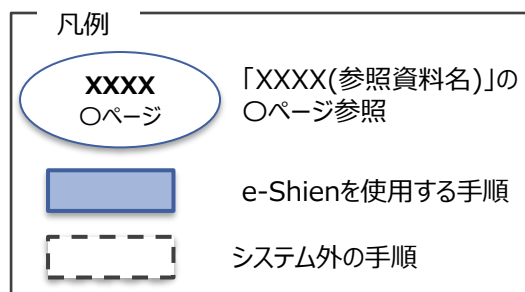 凡例
XXXX
〇ページ
「XXXX(参照資料名)」の
〇ページ参照
e-Shienを使用する手順
システム外の手順